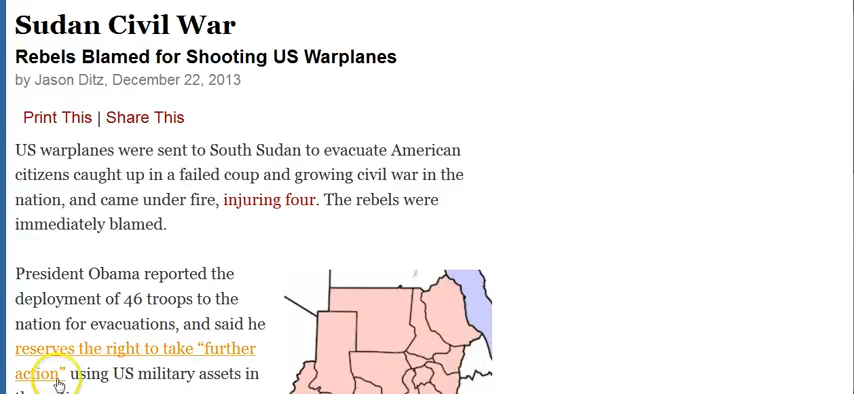 Sudan Civil War
Rebels Blamed for Shooting US Warplanes
by Jason Ditz, December 22, 2013
Print This | Share This
US warplanes were sent to South Sudan to evacuate American
citizens caught up in a failed coup and growing civil war in the
nation, and came under fire, injuring four. The rebels were
immediately blamed.
President Obama reported the
deployment of 46 troops to the
nation for evacuations, and said he
reserves the right to take “further
action” using US military assets in